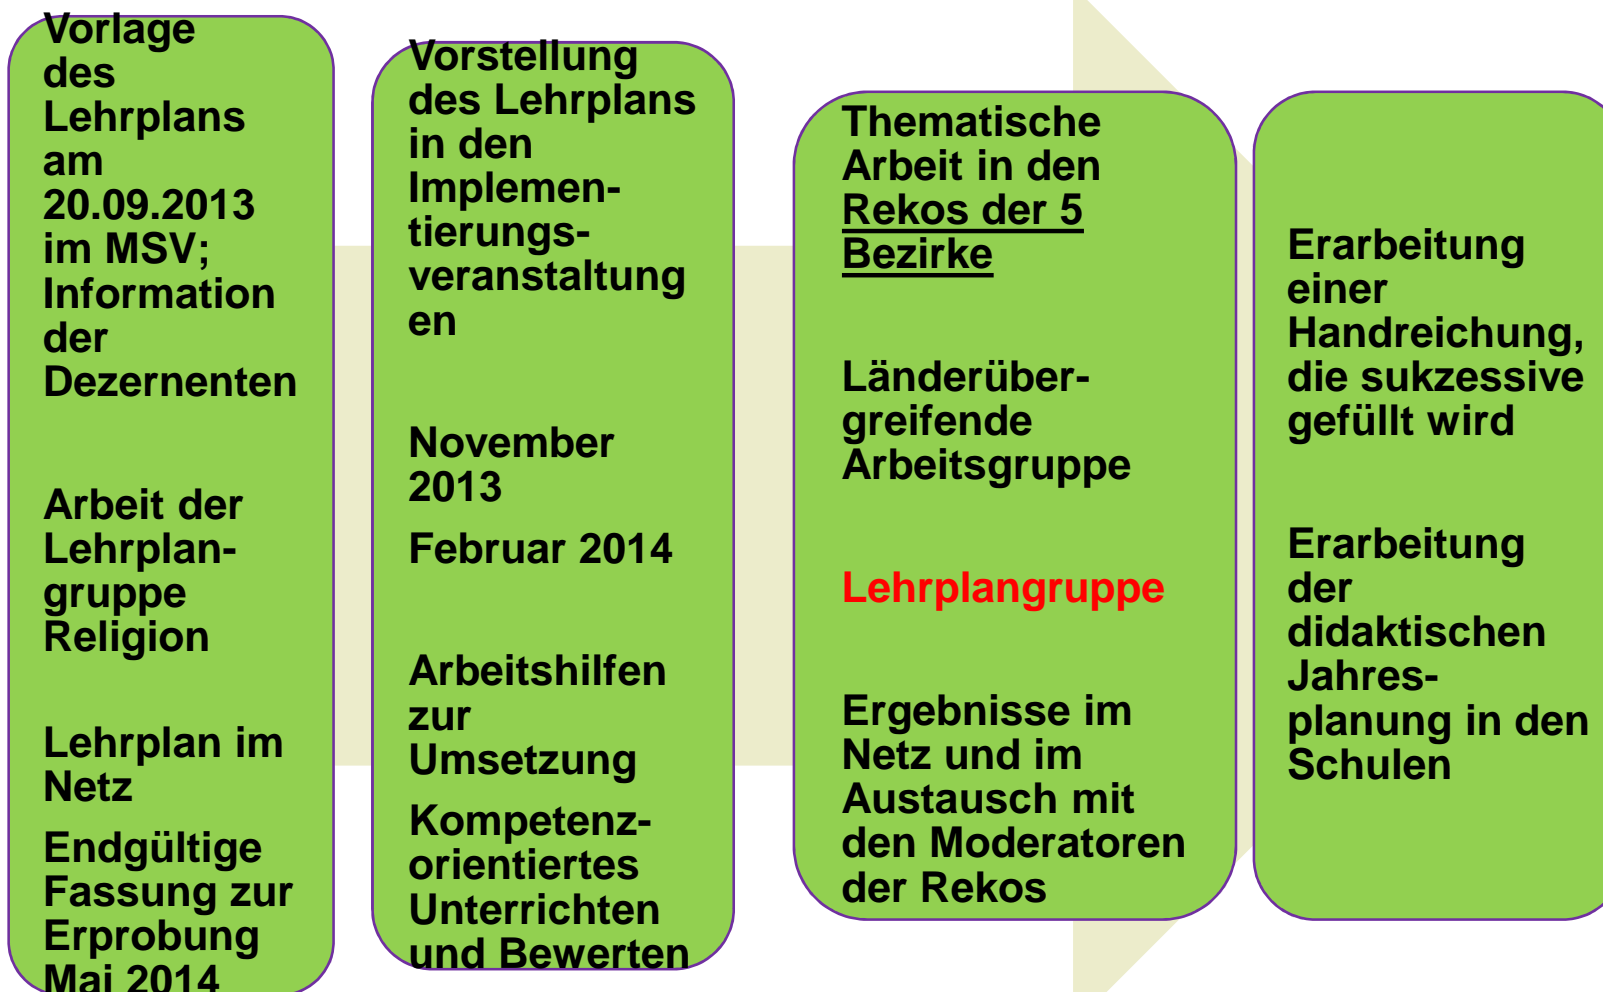 Vorlage
des
Lehrplans
am
20.09.2013
im MSV;
Information
der
Dezernenten
Arbeit der
Lehrplan-
gruppe
Religion
Lehrplan im
Netz
Endgültige
Fassung zur
Erprobung
Mai 2014
Vorstellung
des Lehrplans
in den
Implemen-
tierungs-
veranstaltung
en
November
2013
Februar 2014
Arbeitshilfen
zur
Umsetzung
Kompetenz-
orientiertes
Unterrichten
und Bewerten
Thematische
Arbeit in den
Rekos der 5
Bezirke
Länderüber-
greifende
Arbeitsgruppe
Lehrplangruppe
Ergebnisse im
Netz und im
Austausch mit
den Moderatoren
der Rekos
Erarbeitung
einer
Handreichung,
die sukzessive
gefüllt wird
Erarbeitung
der
didaktischen
Jahres-
planung in den
Schulen